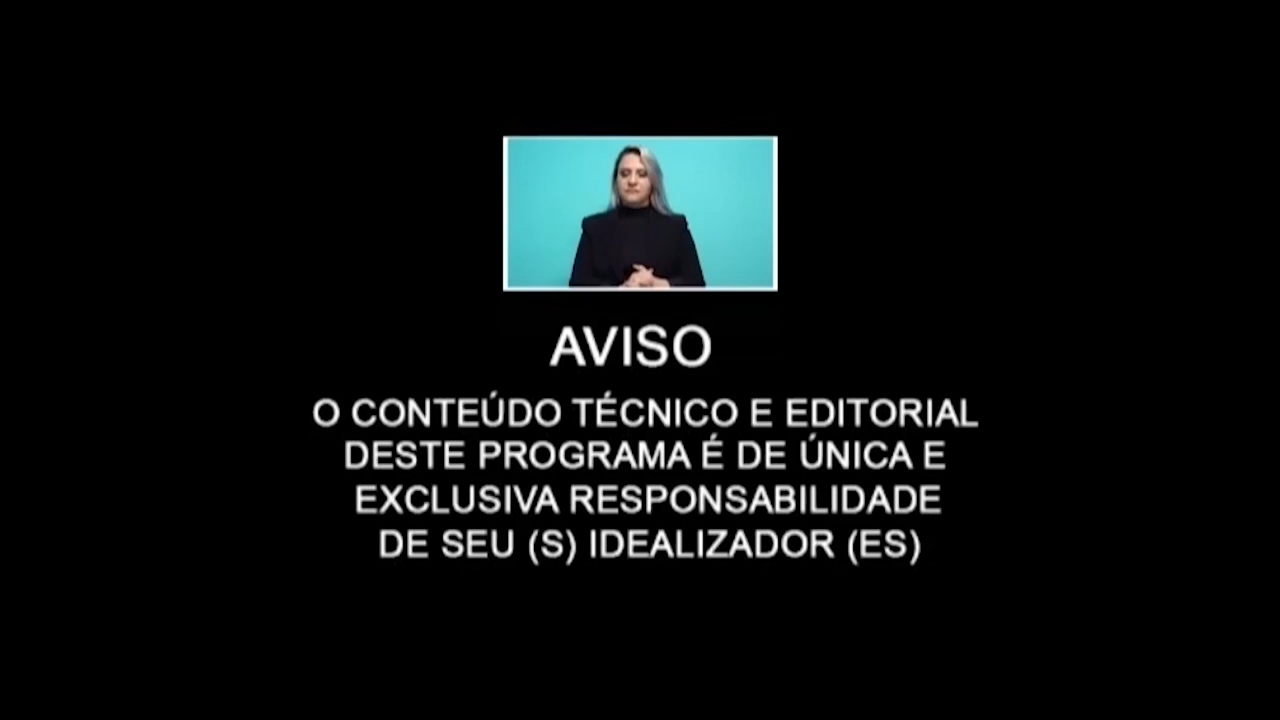 AVISO
O CONTEÚDO TÉCNICO E EDITORIAL
DESTE PROGRAMA É DE ÚNICA E
EXCLUSIVA RESPONSABILIDADE
DE SEU (S) IDEALIZADOR (ES)